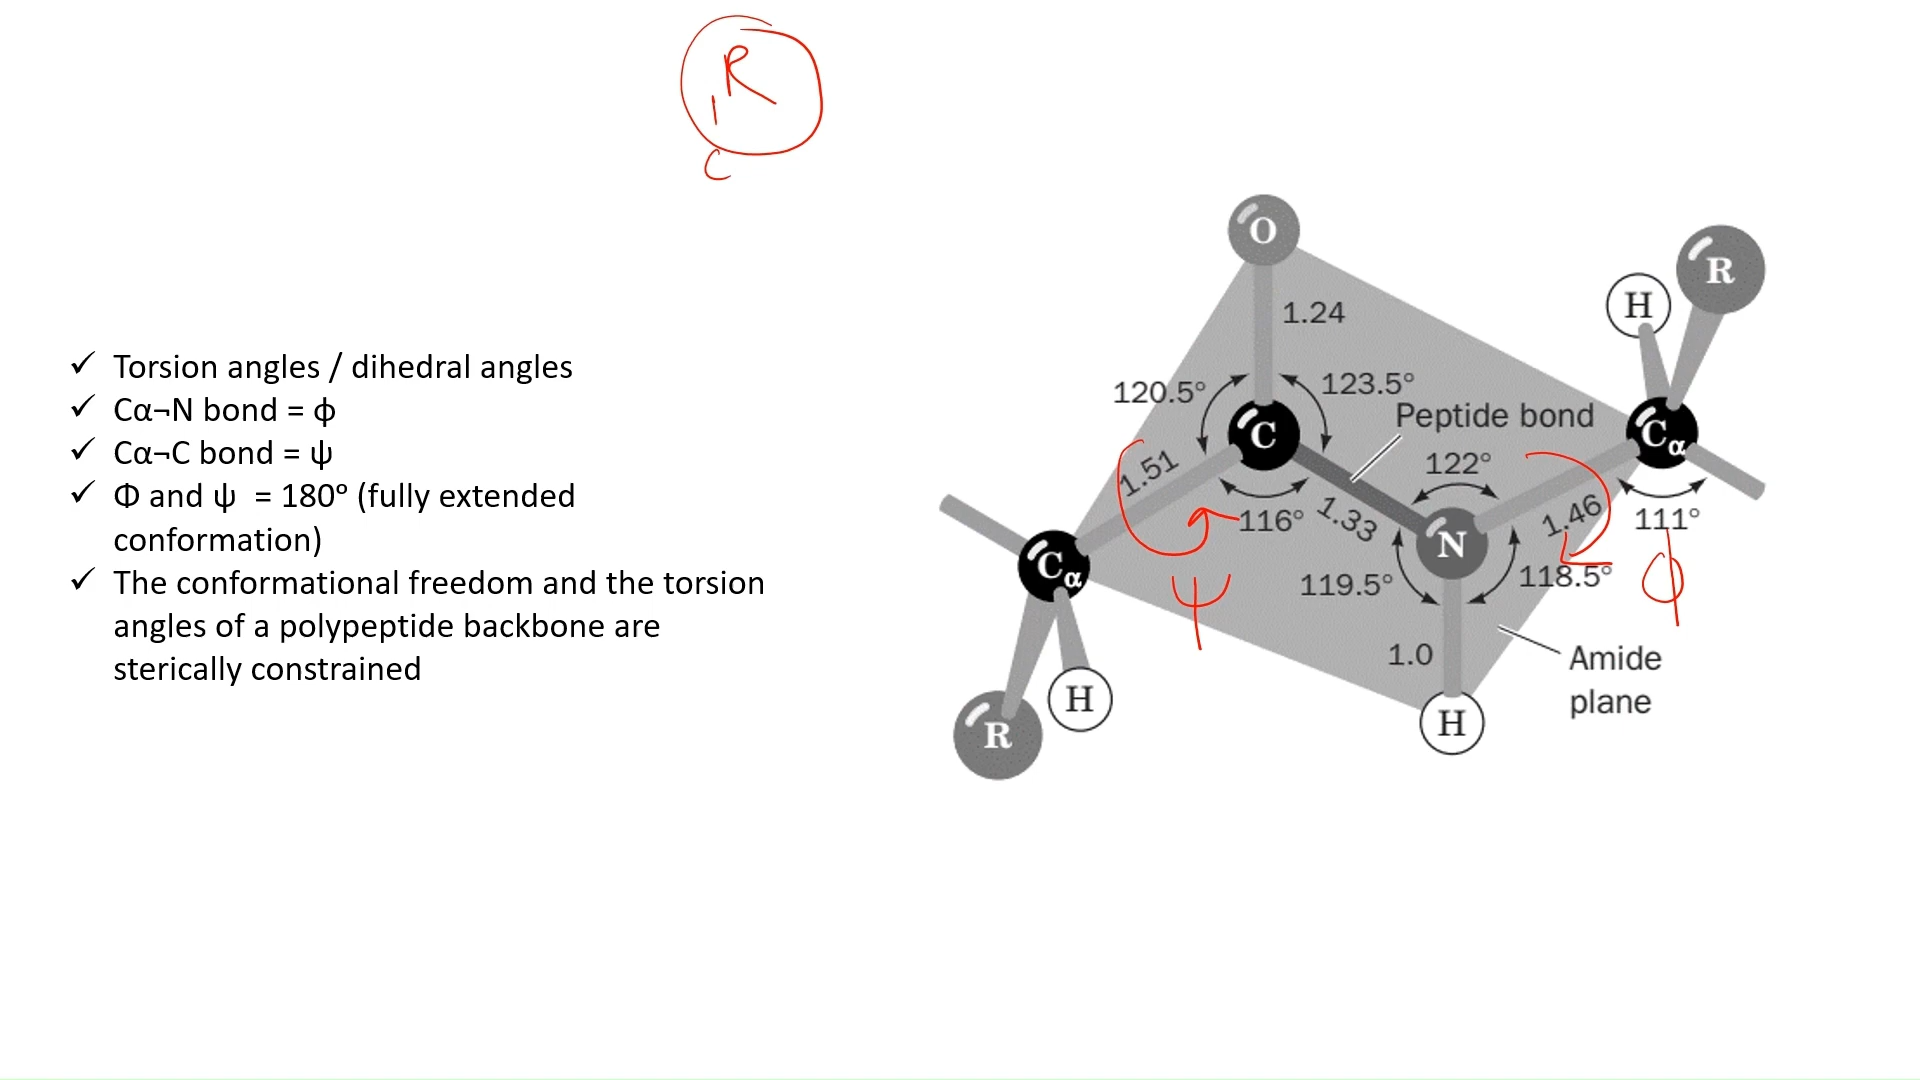 R
C
✓ Torsion angles / dihedral angles
✓ Cα¬N bond = ɸ
✓ Cα¬C bond = ψ
✓ Φ and ψ = 180° (fully extended
conformation)
✓ The conformational freedom and the torsion
angles of a polypeptide backbone are
sterically constrained
O
R
H
1.24
120.5°
123.5°
Peptide bond
C
Cα
1.51
122°
116°
1.33
1.46
111°
N
Cα
119.5°
118.5°
ψ
ϕ
1.0
Amide
plane
H
R
H